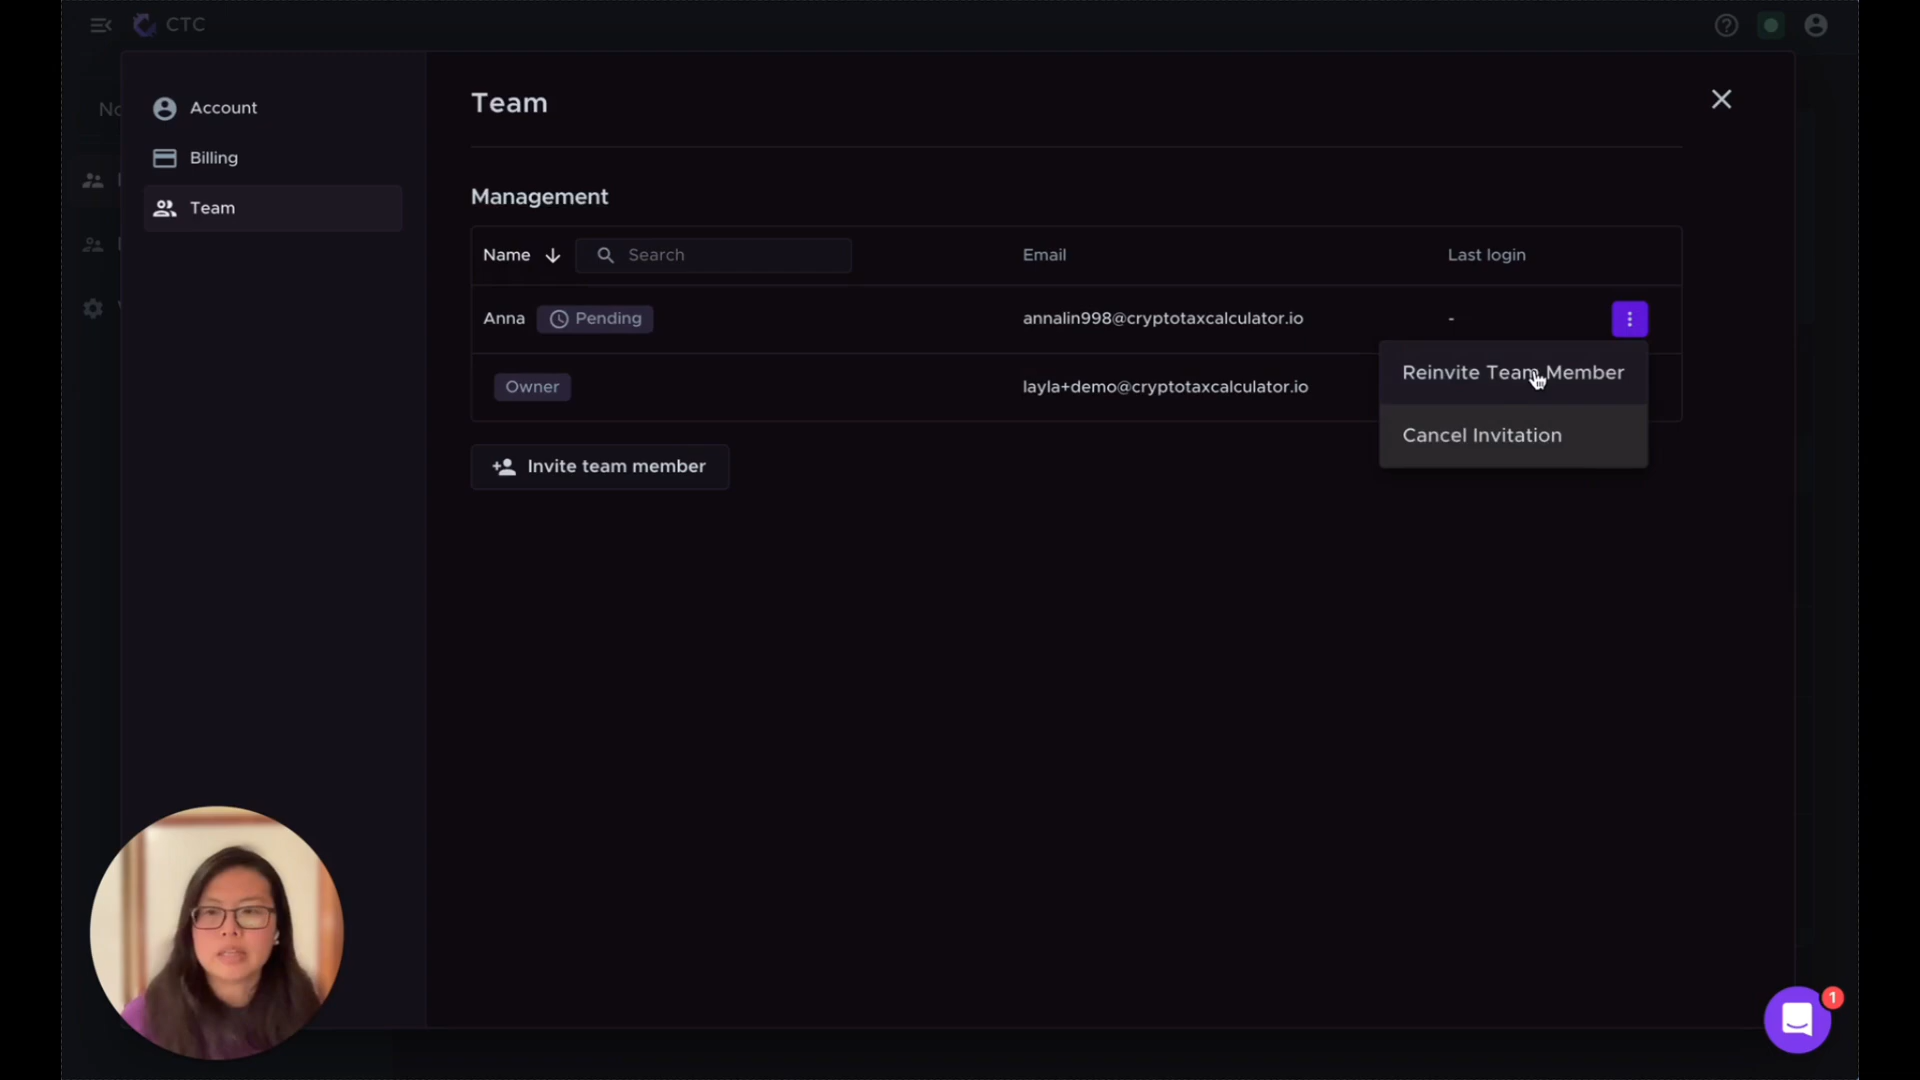 CTC
No
Account
Billing
Team
Team
Management
Name
Search
Email
Last login
Anna
Pending
annalin998@cryptotaxcalculator.io
-
Owner
layla+demo@cryptotaxcalculator.io
Reinvite Team Member
Cancel Invitation
Invite team member
1